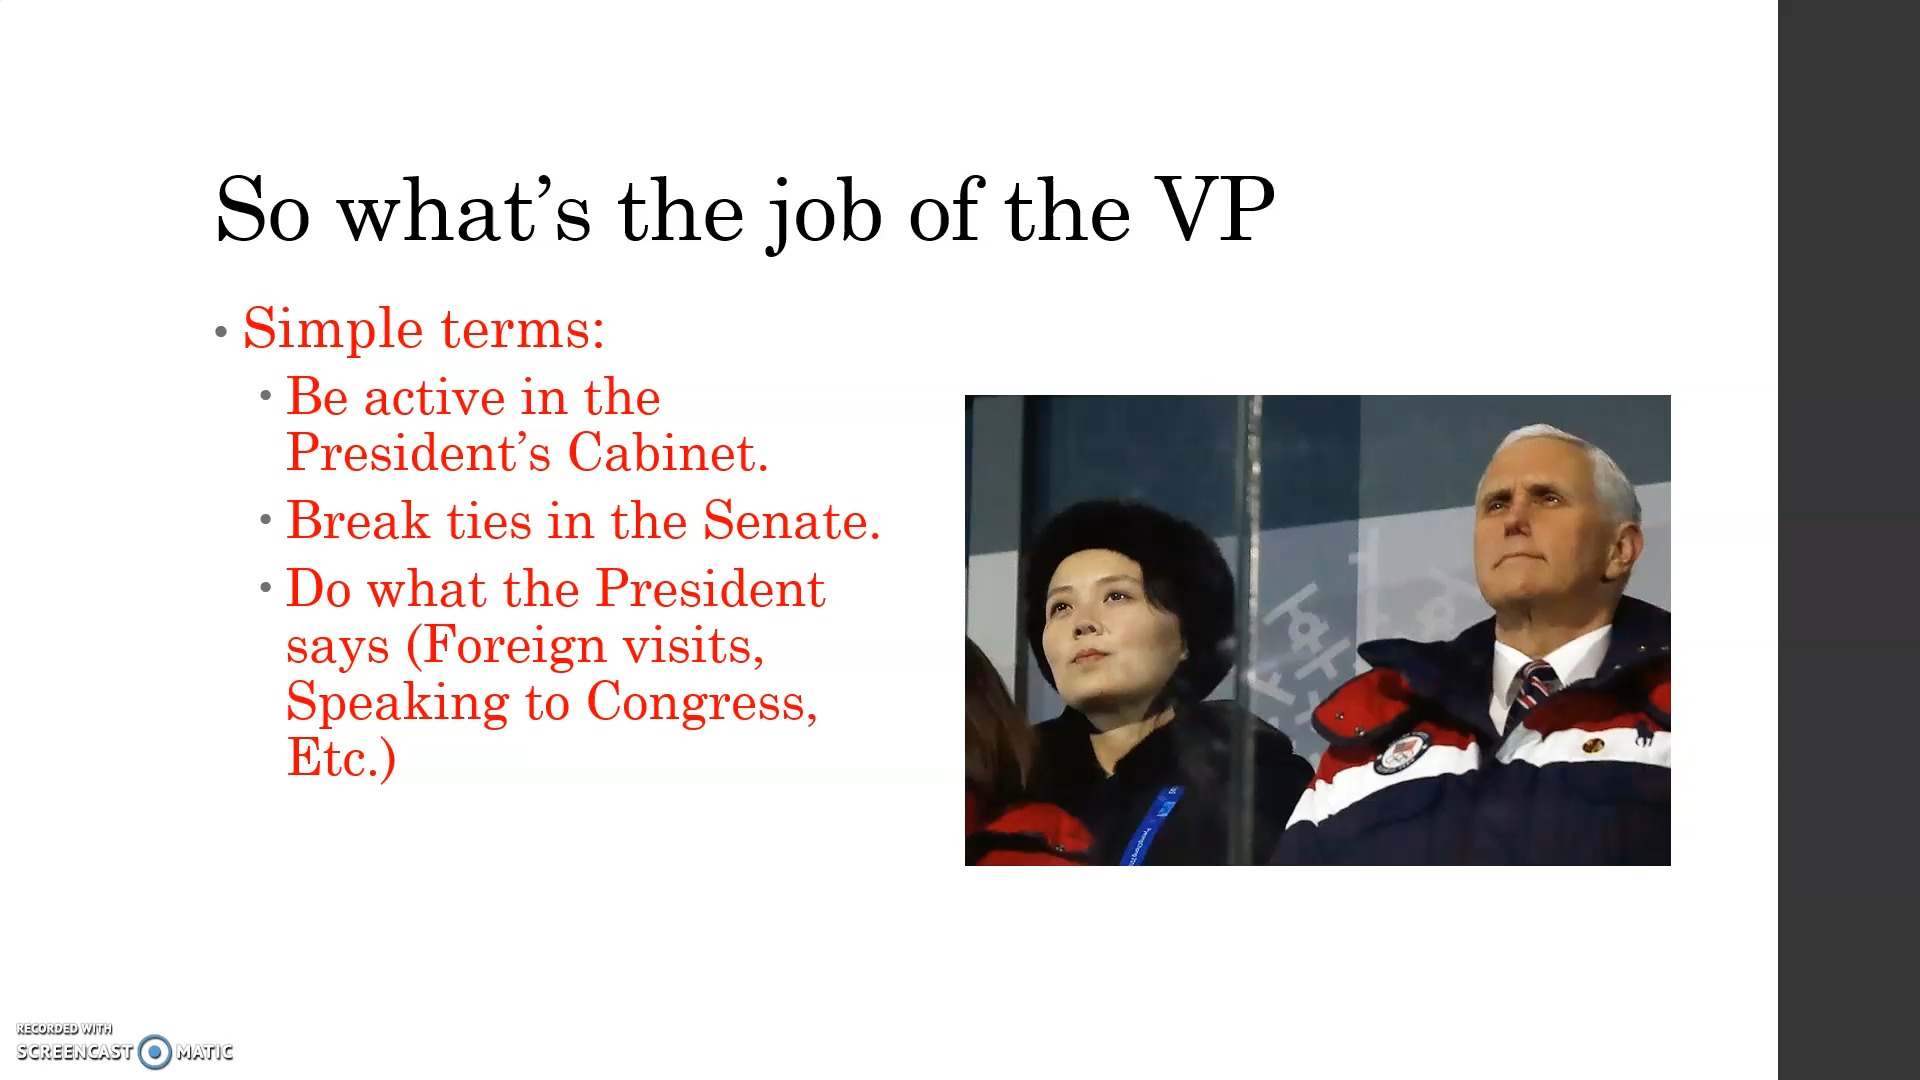 So what’s the job of the VP
• Simple terms:
• Be active in the
President’s Cabinet.
• Break ties in the Senate.
• Do what the President
says (Foreign visits,
Speaking to Congress,
Etc.)
RECORDED WITH
SCREENCAST MATIC